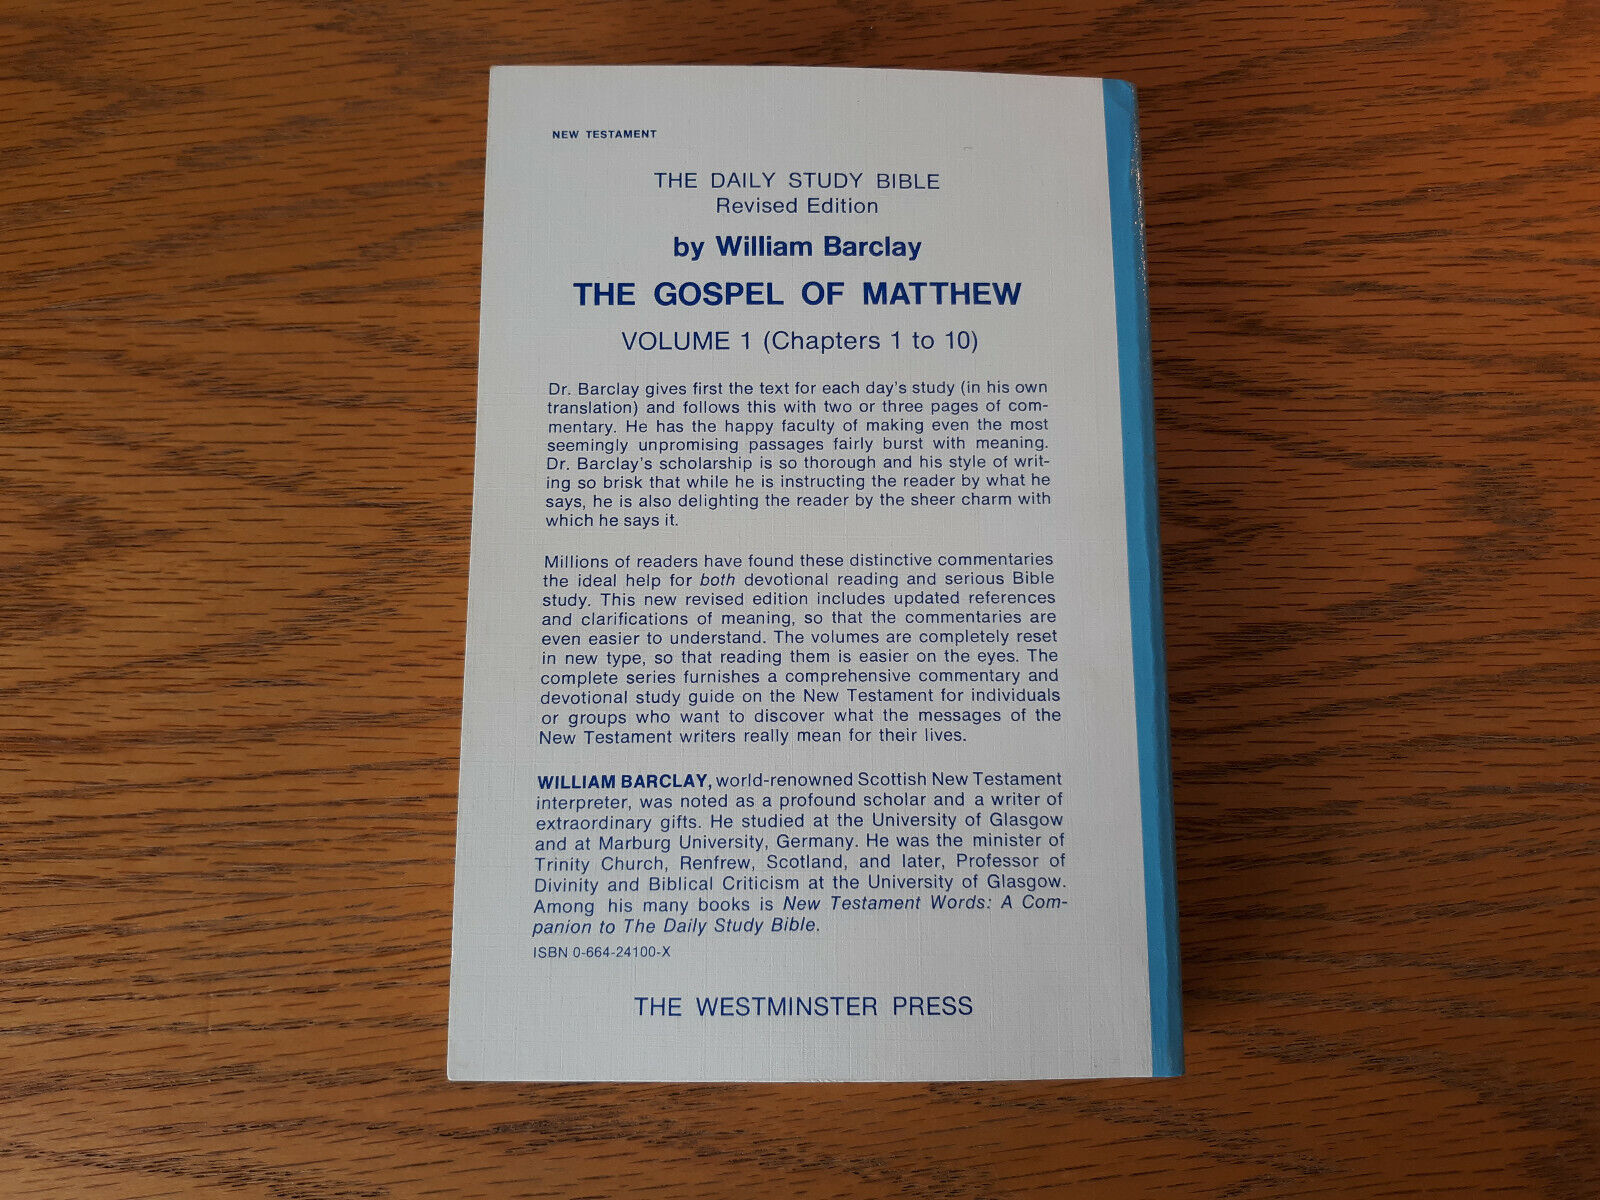 NEW TESTAMENT
THE DAILY STUDY BIBLE
Revised Edition
by William Barclay
THE GOSPEL OF MATTHEW
VOLUME 1 (Chapters 1 to 10)
Dr. Barclay gives first the text for each day's study (in his own
translation) and follows this with two or three pages of com-
mentary. He has the happy faculty of making even the most
seemingly unpromising passages fairly burst with meaning.
Dr. Barclay's scholarship is so thorough and his style of writ-
ing so brisk that while he is instructing the reader by what he
says, he is also delighting the reader by the sheer charm with
which he says it.
Millions of readers have found these distinctive commentaries
the ideal help for both devotional reading and serious Bible
study. This new revised edition includes updated references
and clarifications of meaning, so that the commentaries are
even easier to understand. The volumes are completely reset
in new type, so that reading them is easier on the eyes. The
complete series furnishes a comprehensive commentary and
devotional study guide on the New Testament for individuals
or groups who want to discover what the messages of the
New Testament writers really mean for their lives.
WILLIAM BARCLAY, world-renowned Scottish New Testament
interpreter, was noted as a profound scholar and a writer of
extraordinary gifts. He studied at the University of Glasgow
and at Marburg University, Germany. He was the minister of
Trinity Church, Renfrew, Scotland, and later, Professor of
Divinity and Biblical Criticism at the University of Glasgow.
Among his many books is New Testament Words: A Com-
panion to The Daily Study Bible.
ISBN 0-664-24100-X
THE WESTMINSTER PRESS